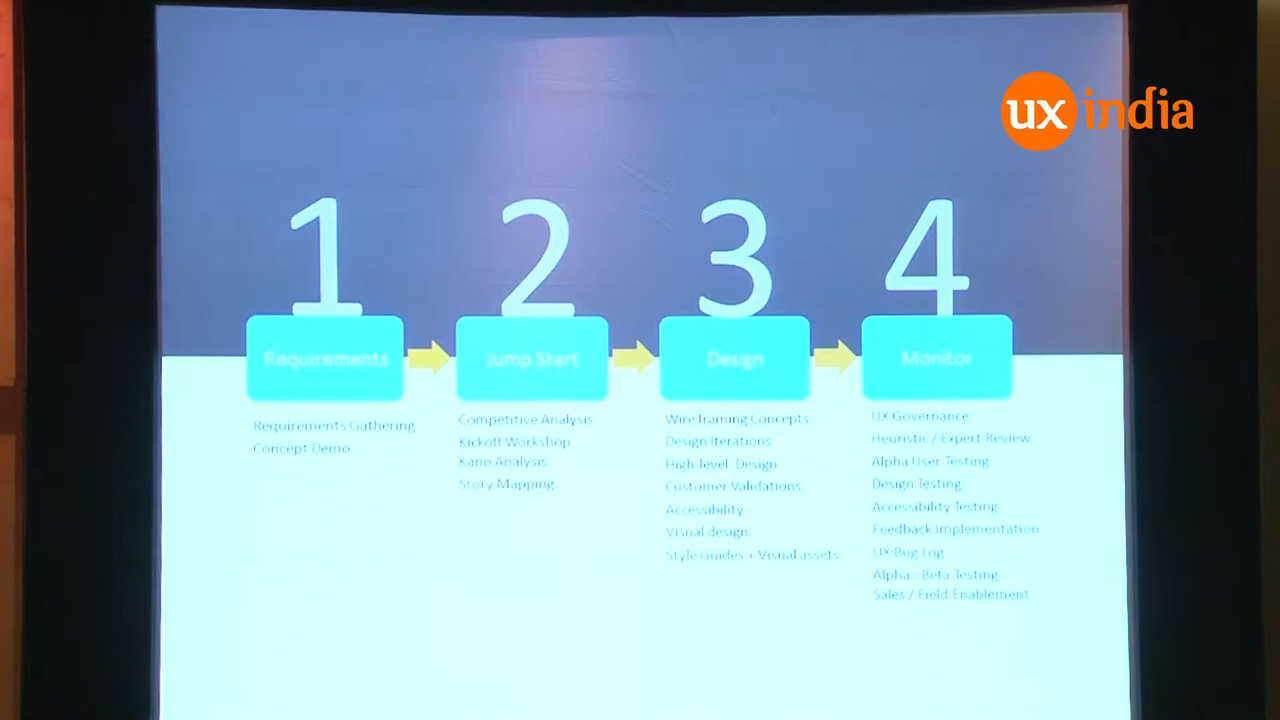 ux india
1
2
3
4
Requirements
Jump Start
Design
Monitor
Requirements Gathering
Concept Demo
Competitive Analysis
Kickoff Workshop
Kano Analysis
Story Mapping
Wire framing Concepts
Design Iterations
High-level Design
Customer Validations
Accessibility
Visual design
Style Guides + Visual assets
UX Governance
Heuristic / Expert Review
Alpha User Testing
Design Testing
Accessibility Testing
Feedback Implementation
UX Bug Log
Alpha - Beta Testing
Sales / Field Enablement